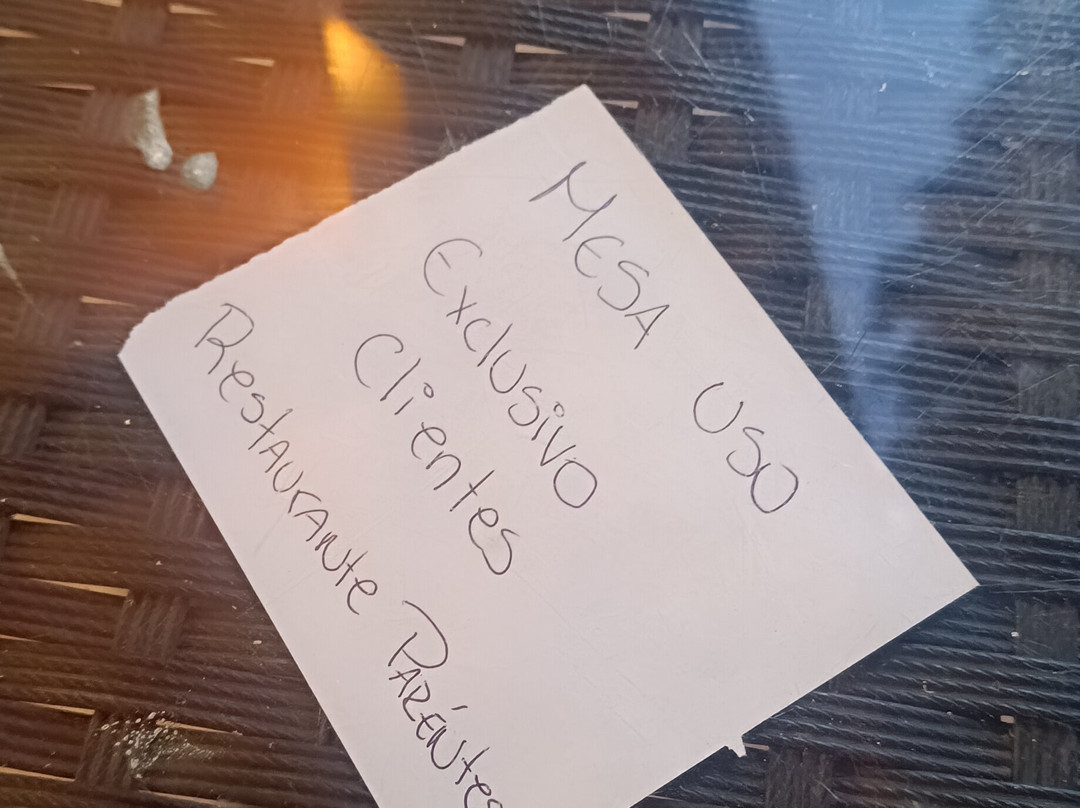 MESA USO
Exclusivo
Clientes
Restaurante Paréntes